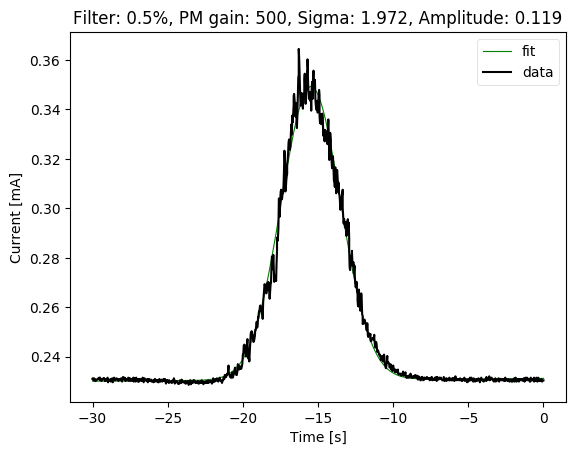 Filter: 0.5%, PM gain: 500, Sigma: 1.972, Amplitude: 0.119
fit
data
0.36
0.34
0.32
0.30
0.28
0.26
0.24
Current [mA]
−30
−25
−20
−15
−10
−5
0
Time [s]